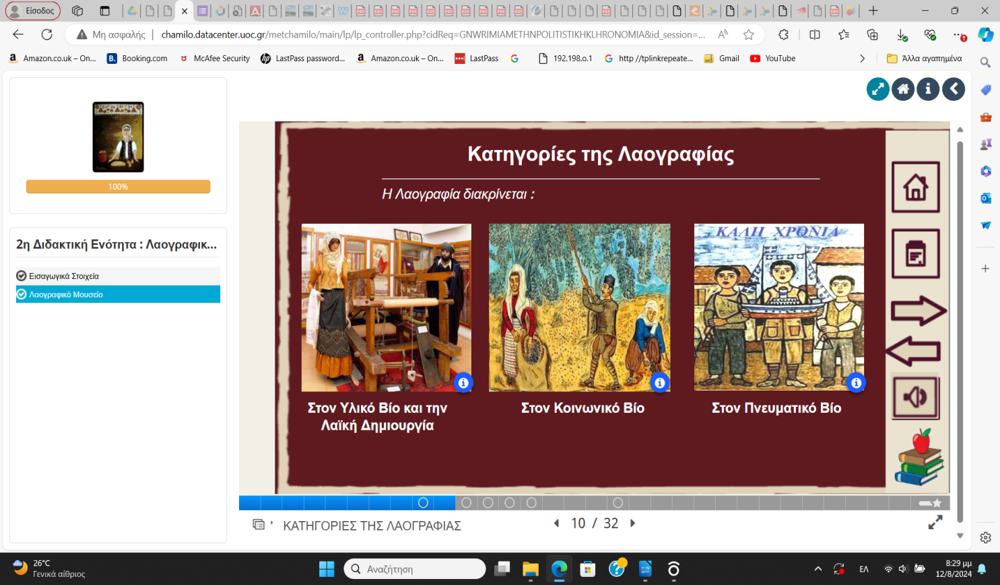 Είσοδος
Μη ασφαλής | chamilo.datacenter.uoc.gr/metchamilo/main/lp/lp_controller.php?cidReq=GNWRIMIAMETHNPOLITISTIKHKLHRONOMIA&id_session=...
Amazon.co.uk – On...
Booking.com
McAfee Security
LastPass password...
Amazon.co.uk – On...
LastPass
192.198.o.1
http://tplinkrepeate...
Gmail
YouTube
Άλλα αγαπημένα
100%
2η Διδακτική Ενότητα : Λαογραφικ...
Εισαγωγικά Στοιχεία
Λαογραφικό Μουσείο
Κατηγορίες της Λαογραφίας
Η Λαογραφία διακρίνεται :
ΚΑΛΗ ΧΡΟΝΙΑ
Στον Υλικό Βίο και την
Λαϊκή Δημιουργία
Στον Κοινωνικό Βίο
Στον Πνευματικό Βίο
ΚΑΤΗΓΟΡΙΕΣ ΤΗΣ ΛΑΟΓΡΑΦΙΑΣ
10 / 32
26°C
Γενικά αίθριος
Αναζήτηση
ΕΛ
8:29 μμ
12/8/2024